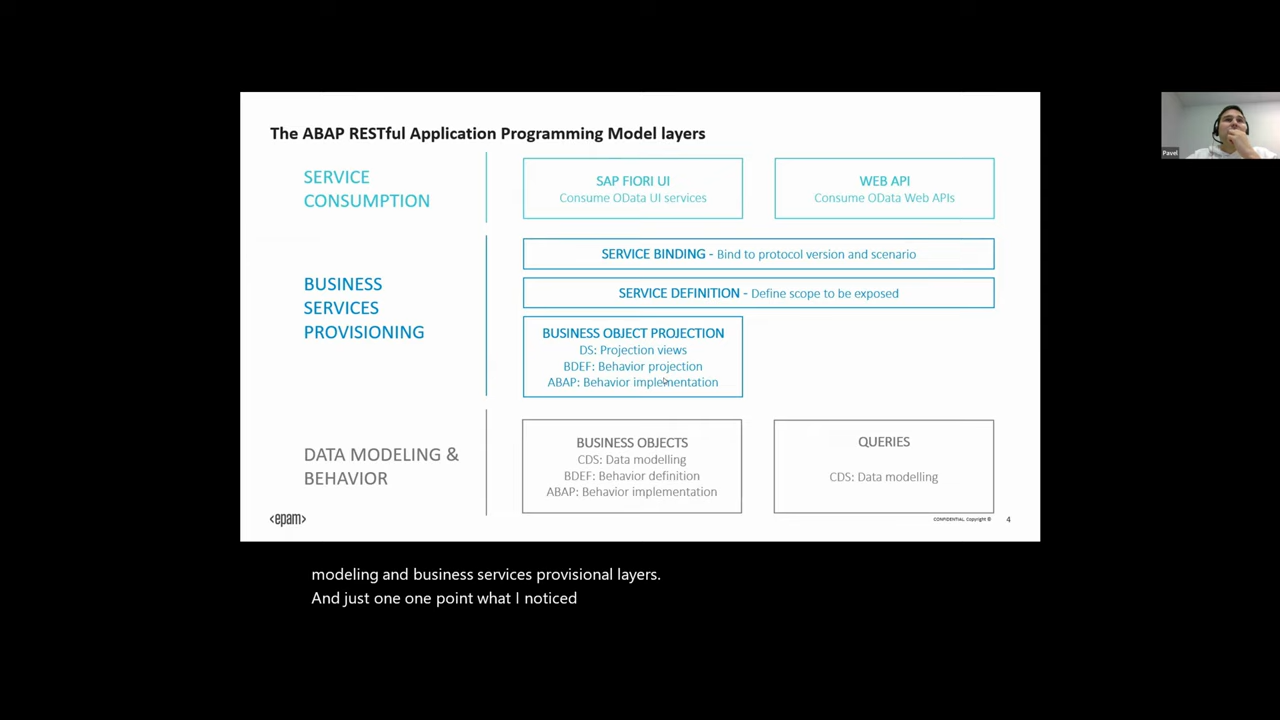 The ABAP RESTful Application Programming Model layers
SERVICE
CONSUMPTION
SAP FIORI UI
Consume OData UI services
WEB API
Consume OData Web APIs
BUSINESS
SERVICES
PROVISIONING
SERVICE BINDING - Bind to protocol version and scenario
SERVICE DEFINITION - Define scope to be exposed
BUSINESS OBJECT PROJECTION
DS: Projection views
BDEF: Behavior projection
ABAP: Behavior implementation
DATA MODELING &
BEHAVIOR
BUSINESS OBJECTS
CDS: Data modelling
BDEF: Behavior definition
ABAP: Behavior implementation
QUERIES
CDS: Data modelling
<epam>
CONFIDENTIAL. Copyright ©
4
Pavel
modeling and business services provisional layers.
And just one one point what I noticed